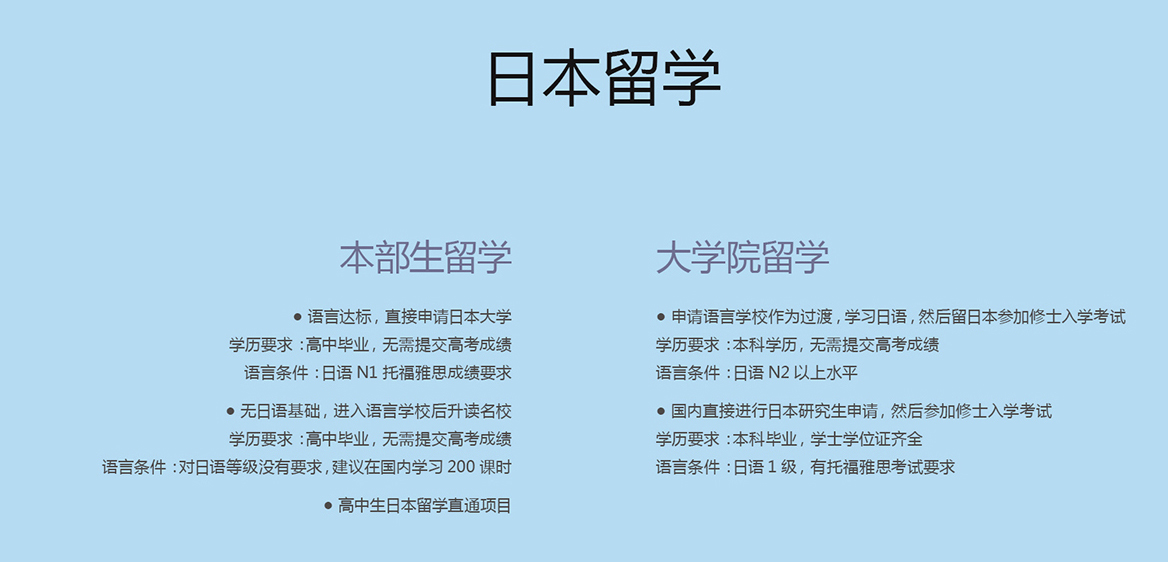 日本留学
本部生留学
● 语言达标，直接申请日本大学
学历要求：高中毕业，无需提交高考成绩
语言条件：日语 N1 托福雅思成绩要求
● 无日语基础，进入语言学校后升读名校
学历要求：高中毕业，无需提交高考成绩
语言条件：对日语等级没有要求，建议在国内学习 200 课时
● 高中生日本留学直通项目
大学院留学
● 申请语言学校作为过渡，学习日语，然后留日本参加修士入学考试
学历要求：本科学历，无需提交高考成绩
语言条件：日语 N2 以上水平
● 国内直接进行日本研究生申请，然后参加修士入学考试
学历要求：本科毕业，学士学位证齐全
语言条件：日语 1 级，有托福雅思考试要求